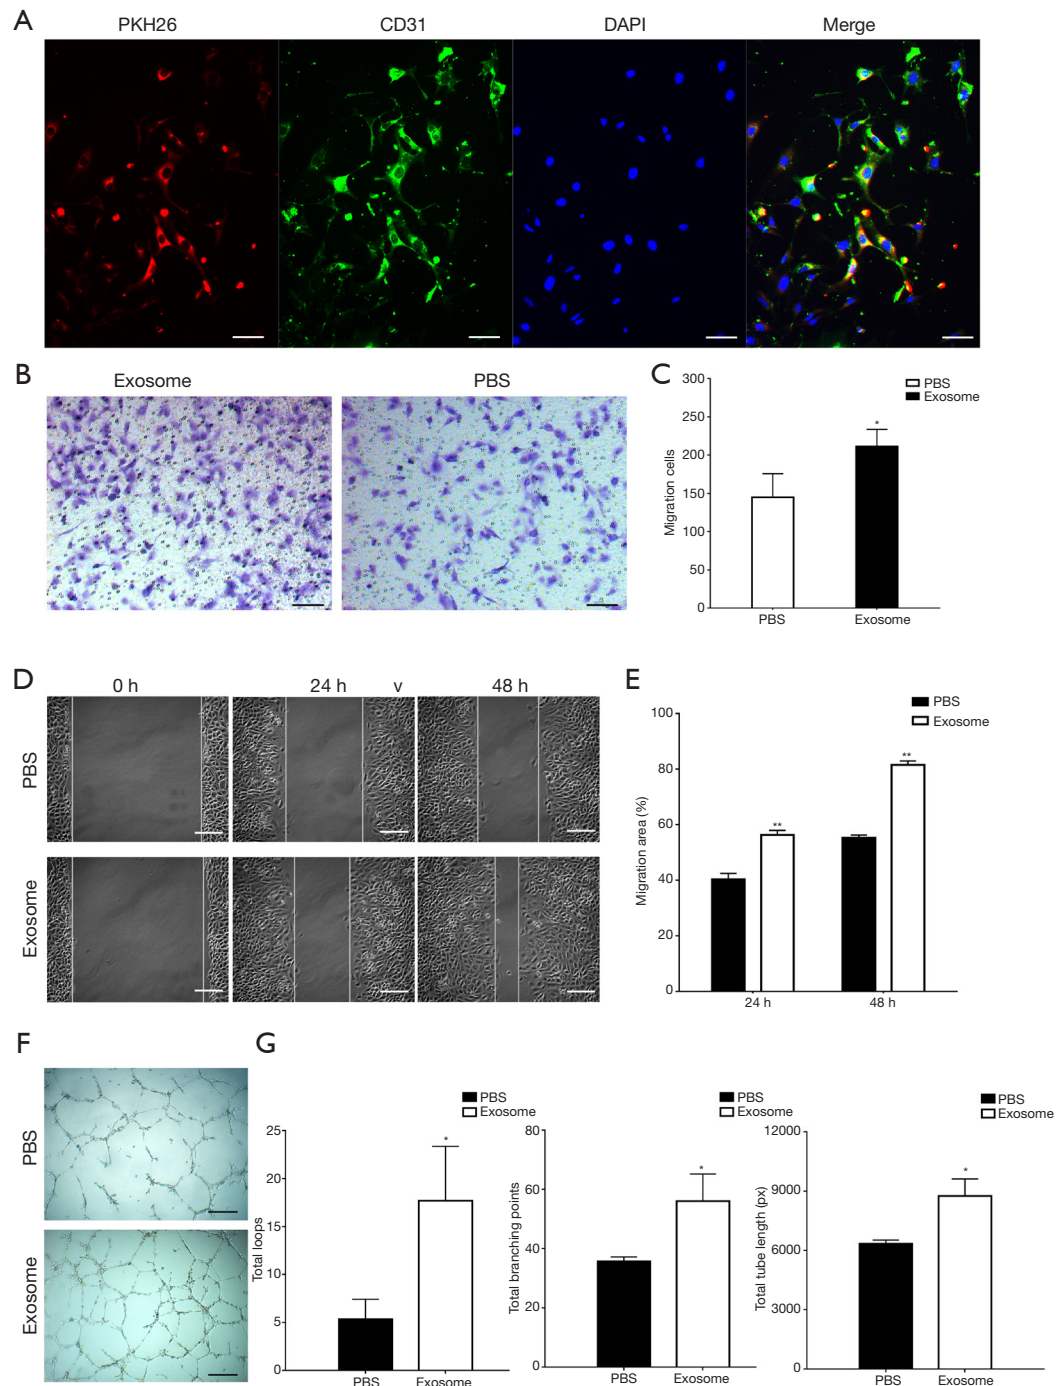 A
PKH26
CD31
DAPI
Merge
B
Exosome
PBS
C
PBS
Exosome
300
250
200
150
100
50
0
Migration cells
*
PBS
Exosome
D
0 h
24 h
v
48 h
PBS
Exosome
E
PBS
Exosome
100
80
60
40
20
0
Migration area (%)
**
**
24 h
48 h
F
PBS
Exosome
G
PBS
Exosome
25
20
15
10
5
0
Total loops
*
PBS
Exosome
PBS
Exosome
80
60
40
20
0
Total branching points
*
PBS
Exosome
PBS
Exosome
12000
9000
6000
3000
0
Total tube length (px)
*
PBS
Exosome